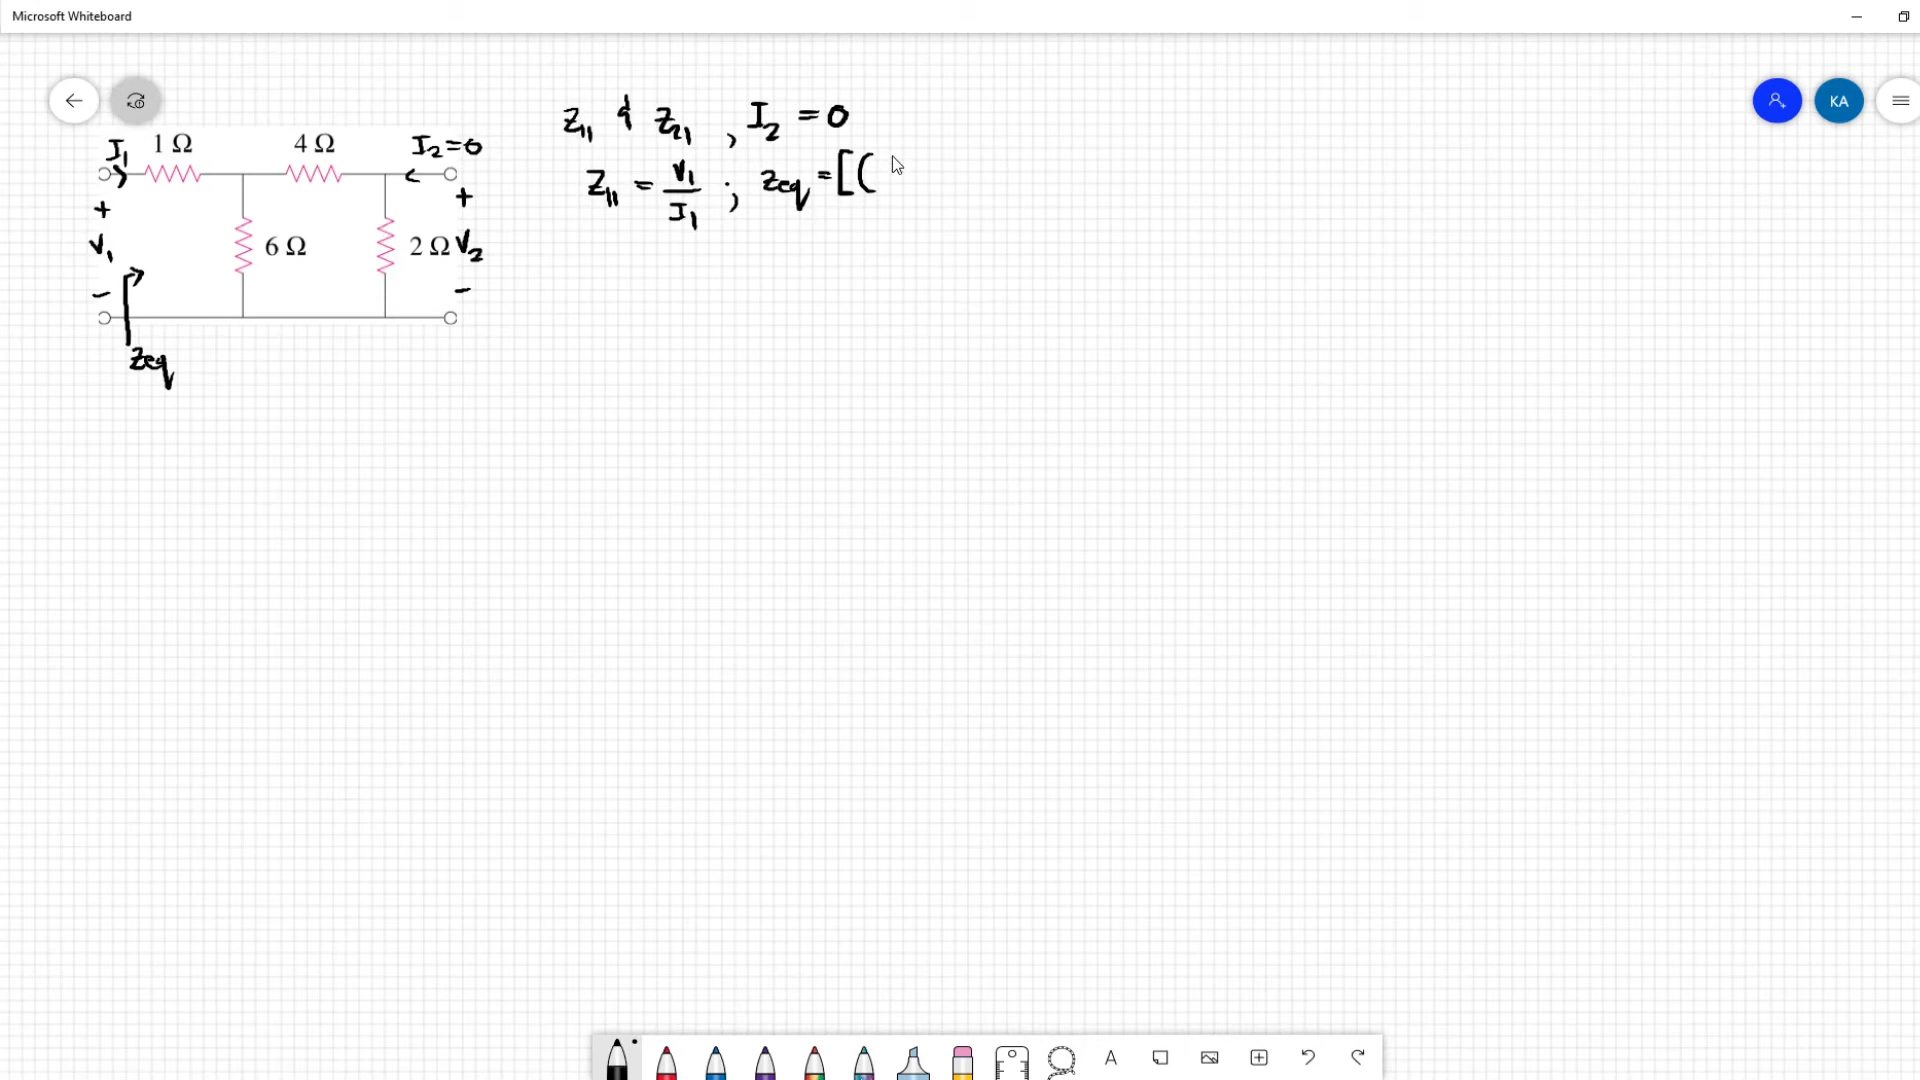 Microsoft Whiteboard
KA
z₁₁ & z₂₁ , I₂ = 0
I₁ 1 Ω 4 Ω I₂=0
z₁₁ = V₁/I₁ ; zeq = [(
+ +
V₁ 6 Ω 2 Ω V₂
- -
zeq
A